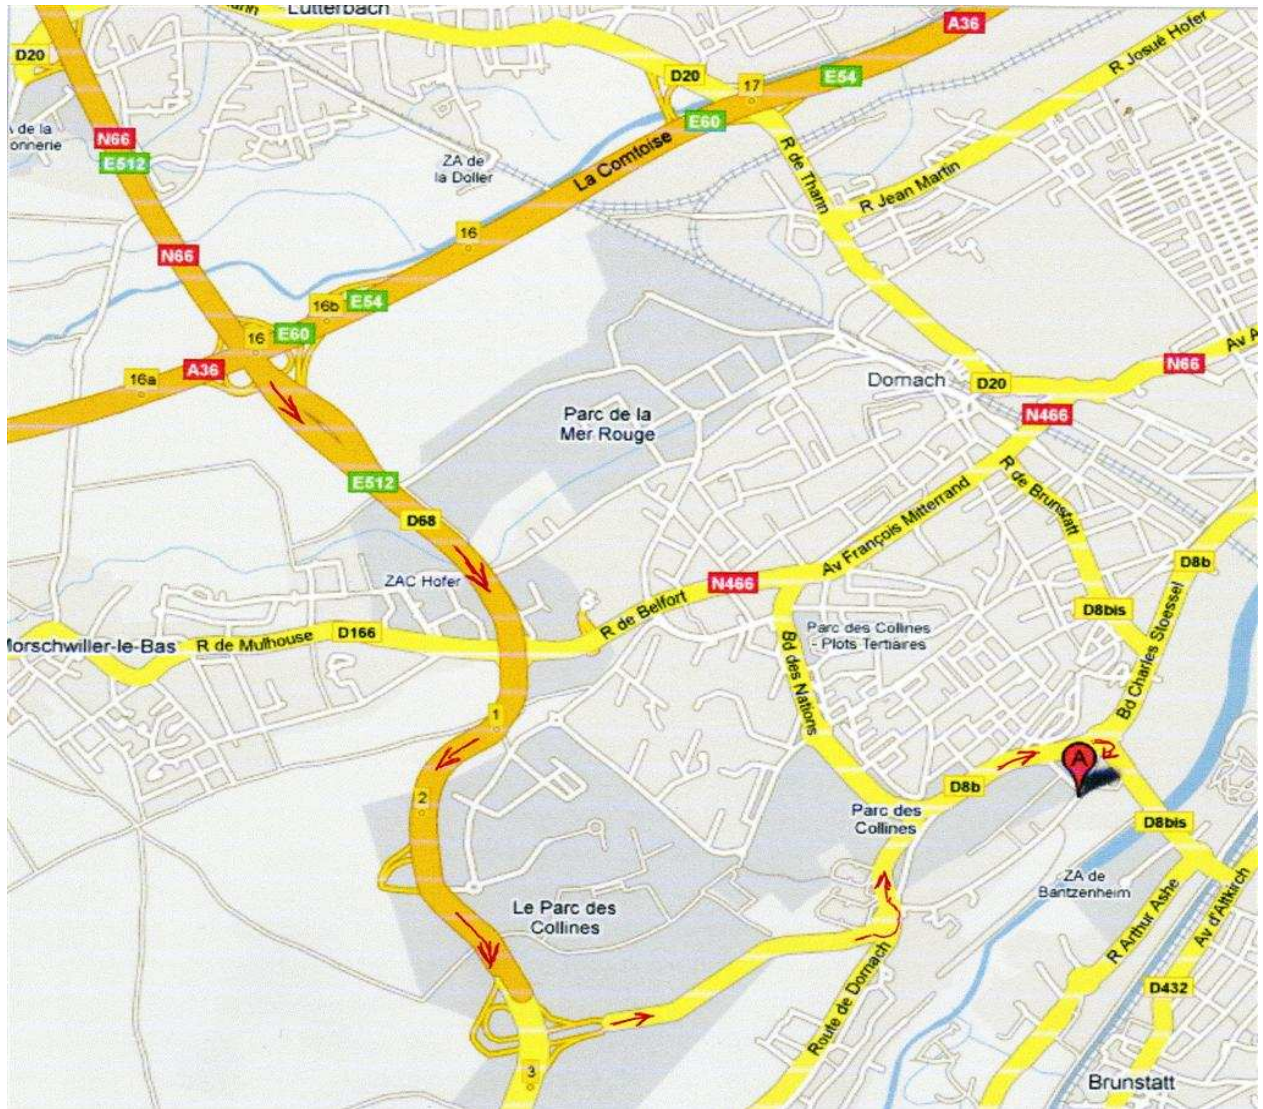 Lutterbach
A36
D20
R Josué Hofer
D20
17
E54
N66
E512
E60
de la
onnerie
ZA de
la Doller
La Comtoise
R de Thann
R Jean Martin
16
N66
16b
E54
16
E60
Av A
N66
16a
A36
Dornach
D20
Parc de la
Mer Rouge
N466
E512
D68
R de Brunstatt
Av François Mitterrand
D8b
ZAC Hofer
N466
R de Belfort
D8bis
Morschwiller-le-Bas
R de Mulhouse
D166
Parc des Collines
- Plots Tertiaires
Bd des Nations
Bd Charles Stoessel
1
A
2
D8b
Parc des
Collines
D8bis
ZA de
Bantzenheim
Le Parc des
Collines
R Arthur Ashe
Av d'Altkirch
Route de Dornach
D432
3
Brunstatt